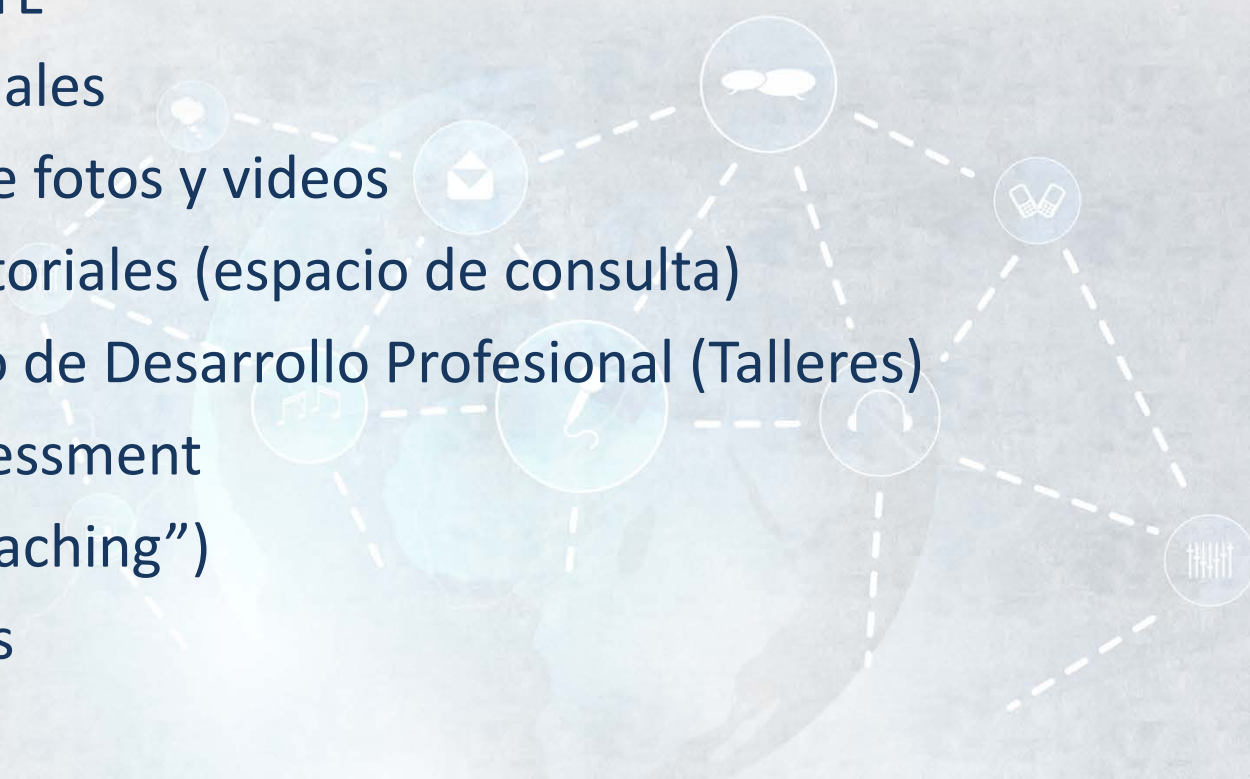 ales
e fotos y videos
toriales (espacio de consulta)
o de Desarrollo Profesional (Talleres)
essment
aching”)
s